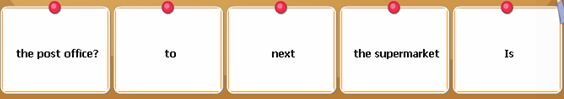 the post office?
to
next
the supermarket
Is